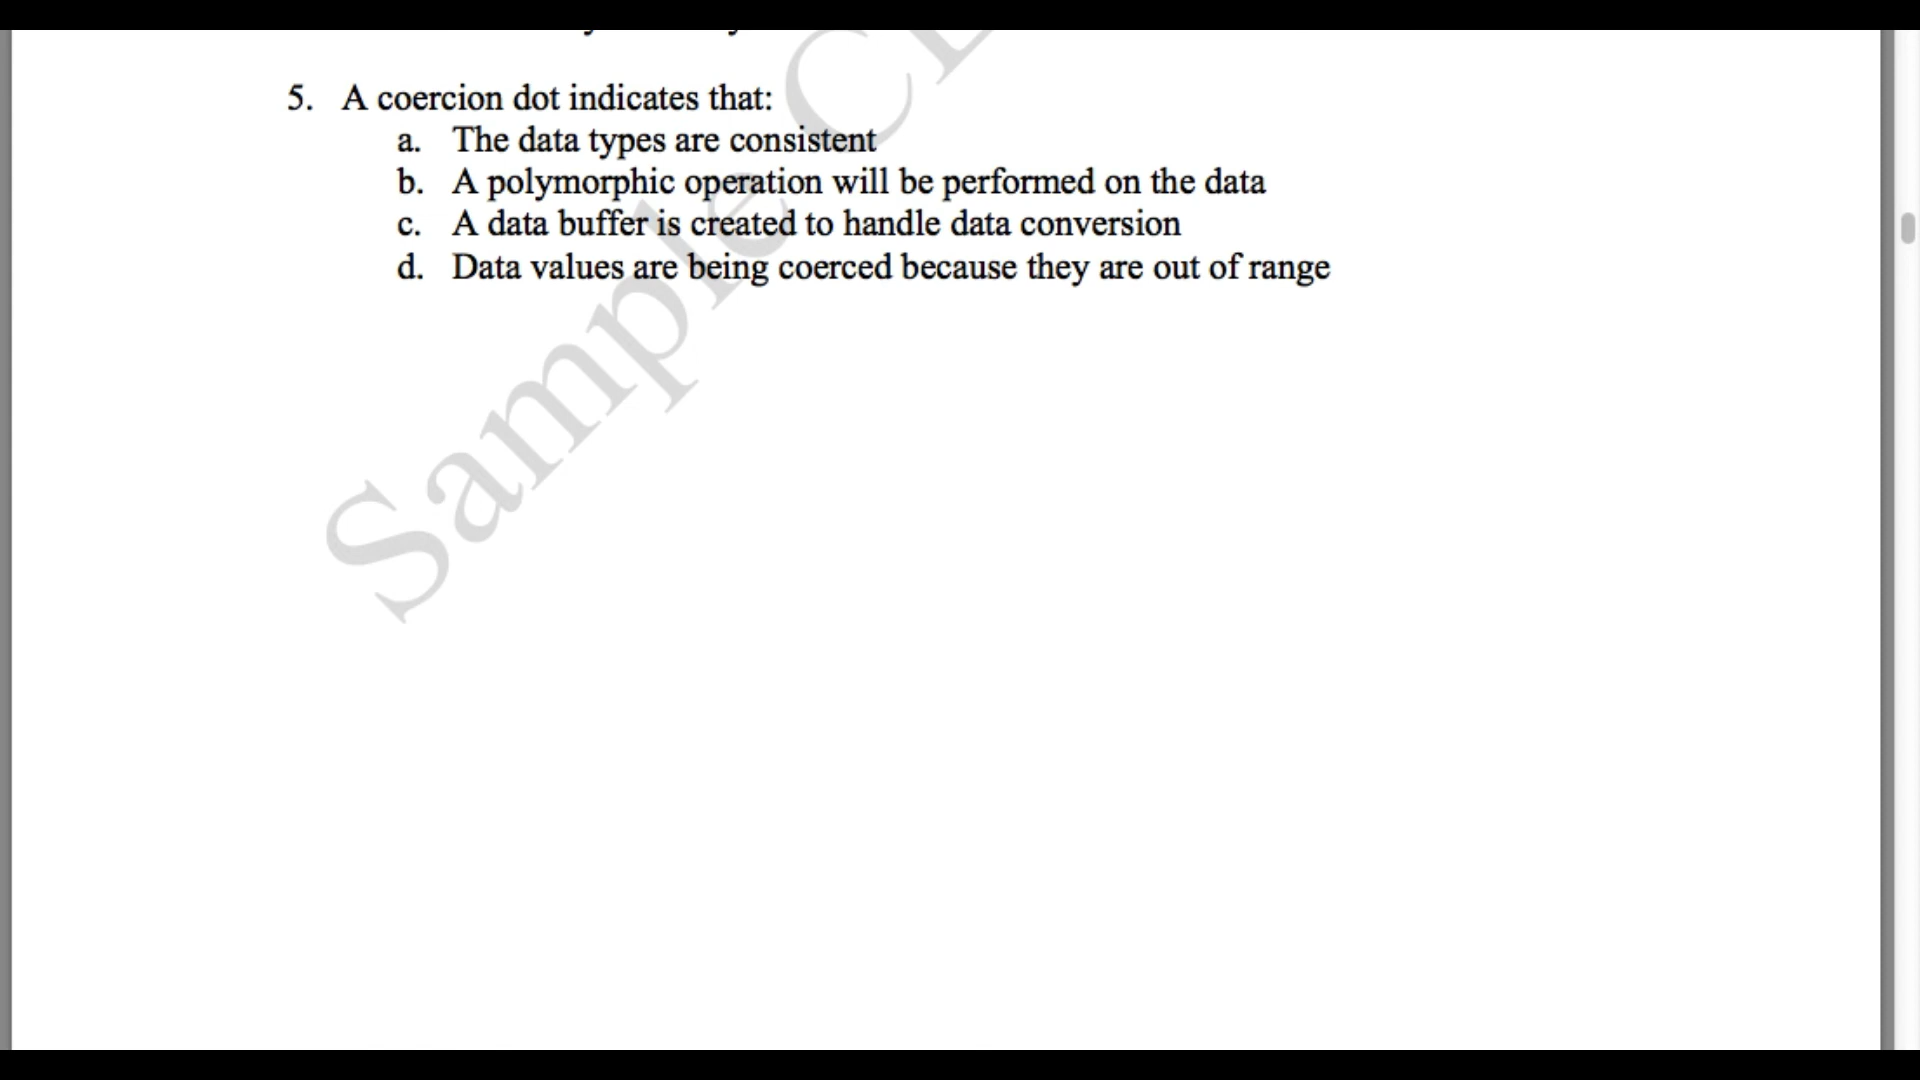 5. A coercion dot indicates that:
a. The data types are consistent
b. A polymorphic operation will be performed on the data
c. A data buffer is created to handle data conversion
d. Data values are being coerced because they are out of range
Sample